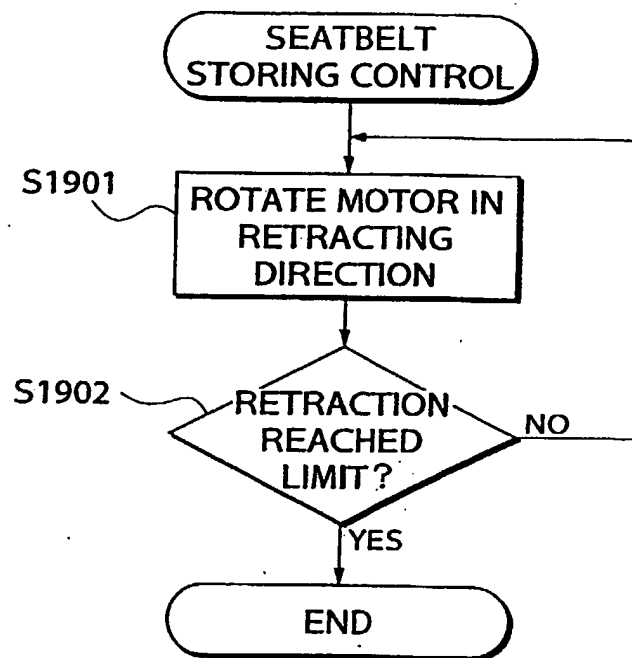 SEATBELT
STORING CONTROL
S1901
ROTATE MOTOR IN
RETRACTING
DIRECTION
S1902
RETRACTION
REACHED
LIMIT?
NO
YES
END